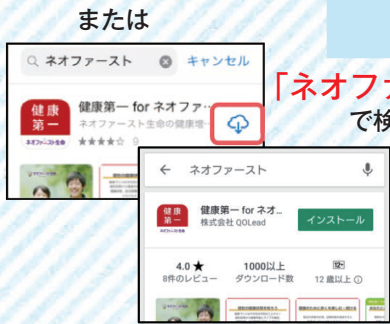 または
ネオファースト
キャンセル
健康
第一
ネオファースト生命
健康第一 for ネオファ…
ネオファースト生命の健康増…
★★★★☆ 9
「ネオファ
で検
ネオファースト
健康
第一
ネオファースト生命
健康第一 for ネオ...
株式会社 QOLead
インストール
4.0 ★
8件のレビュー
1000以上
ダウンロード数
12+
12 歳以上